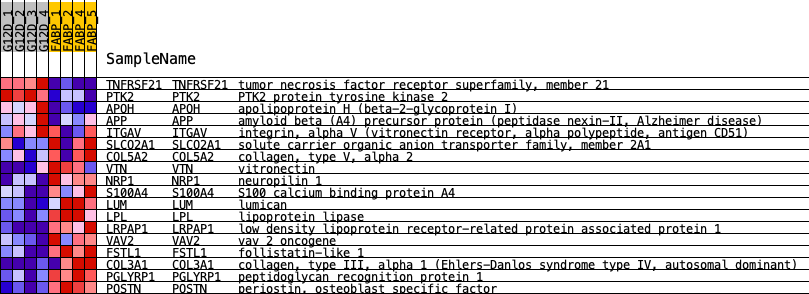 G12D_1
G12D_2
G12D_3
G12D_4
FABP_1
FABP_2
FABP_4
FABP_5
SampleName
TNFRSF21 TNFRSF21 tumor necrosis factor receptor superfamily, member 21
PTK2 PTK2 PTK2 protein tyrosine kinase 2
APOH APOH apolipoprotein H (beta-2-glycoprotein I)
APP APP amyloid beta (A4) precursor protein (peptidase nexin-II, Alzheimer disease)
ITGAV ITGAV integrin, alpha V (vitronectin receptor, alpha polypeptide, antigen CD51)
SLCO2A1 SLCO2A1 solute carrier organic anion transporter family, member 2A1
COL5A2 COL5A2 collagen, type V, alpha 2
VTN VTN vitronectin
NRP1 NRP1 neuropilin 1
S100A4 S100A4 S100 calcium binding protein A4
LUM LUM lumican
LPL LPL lipoprotein lipase
LRPAP1 LRPAP1 low density lipoprotein receptor-related protein associated protein 1
VAV2 VAV2 vav 2 oncogene
FSTL1 FSTL1 follistatin-like 1
COL3A1 COL3A1 collagen, type III, alpha 1 (Ehlers-Danlos syndrome type IV, autosomal dominant)
PGLYRP1 PGLYRP1 peptidoglycan recognition protein 1
POSTN POSTN periostin, osteoblast specific factor